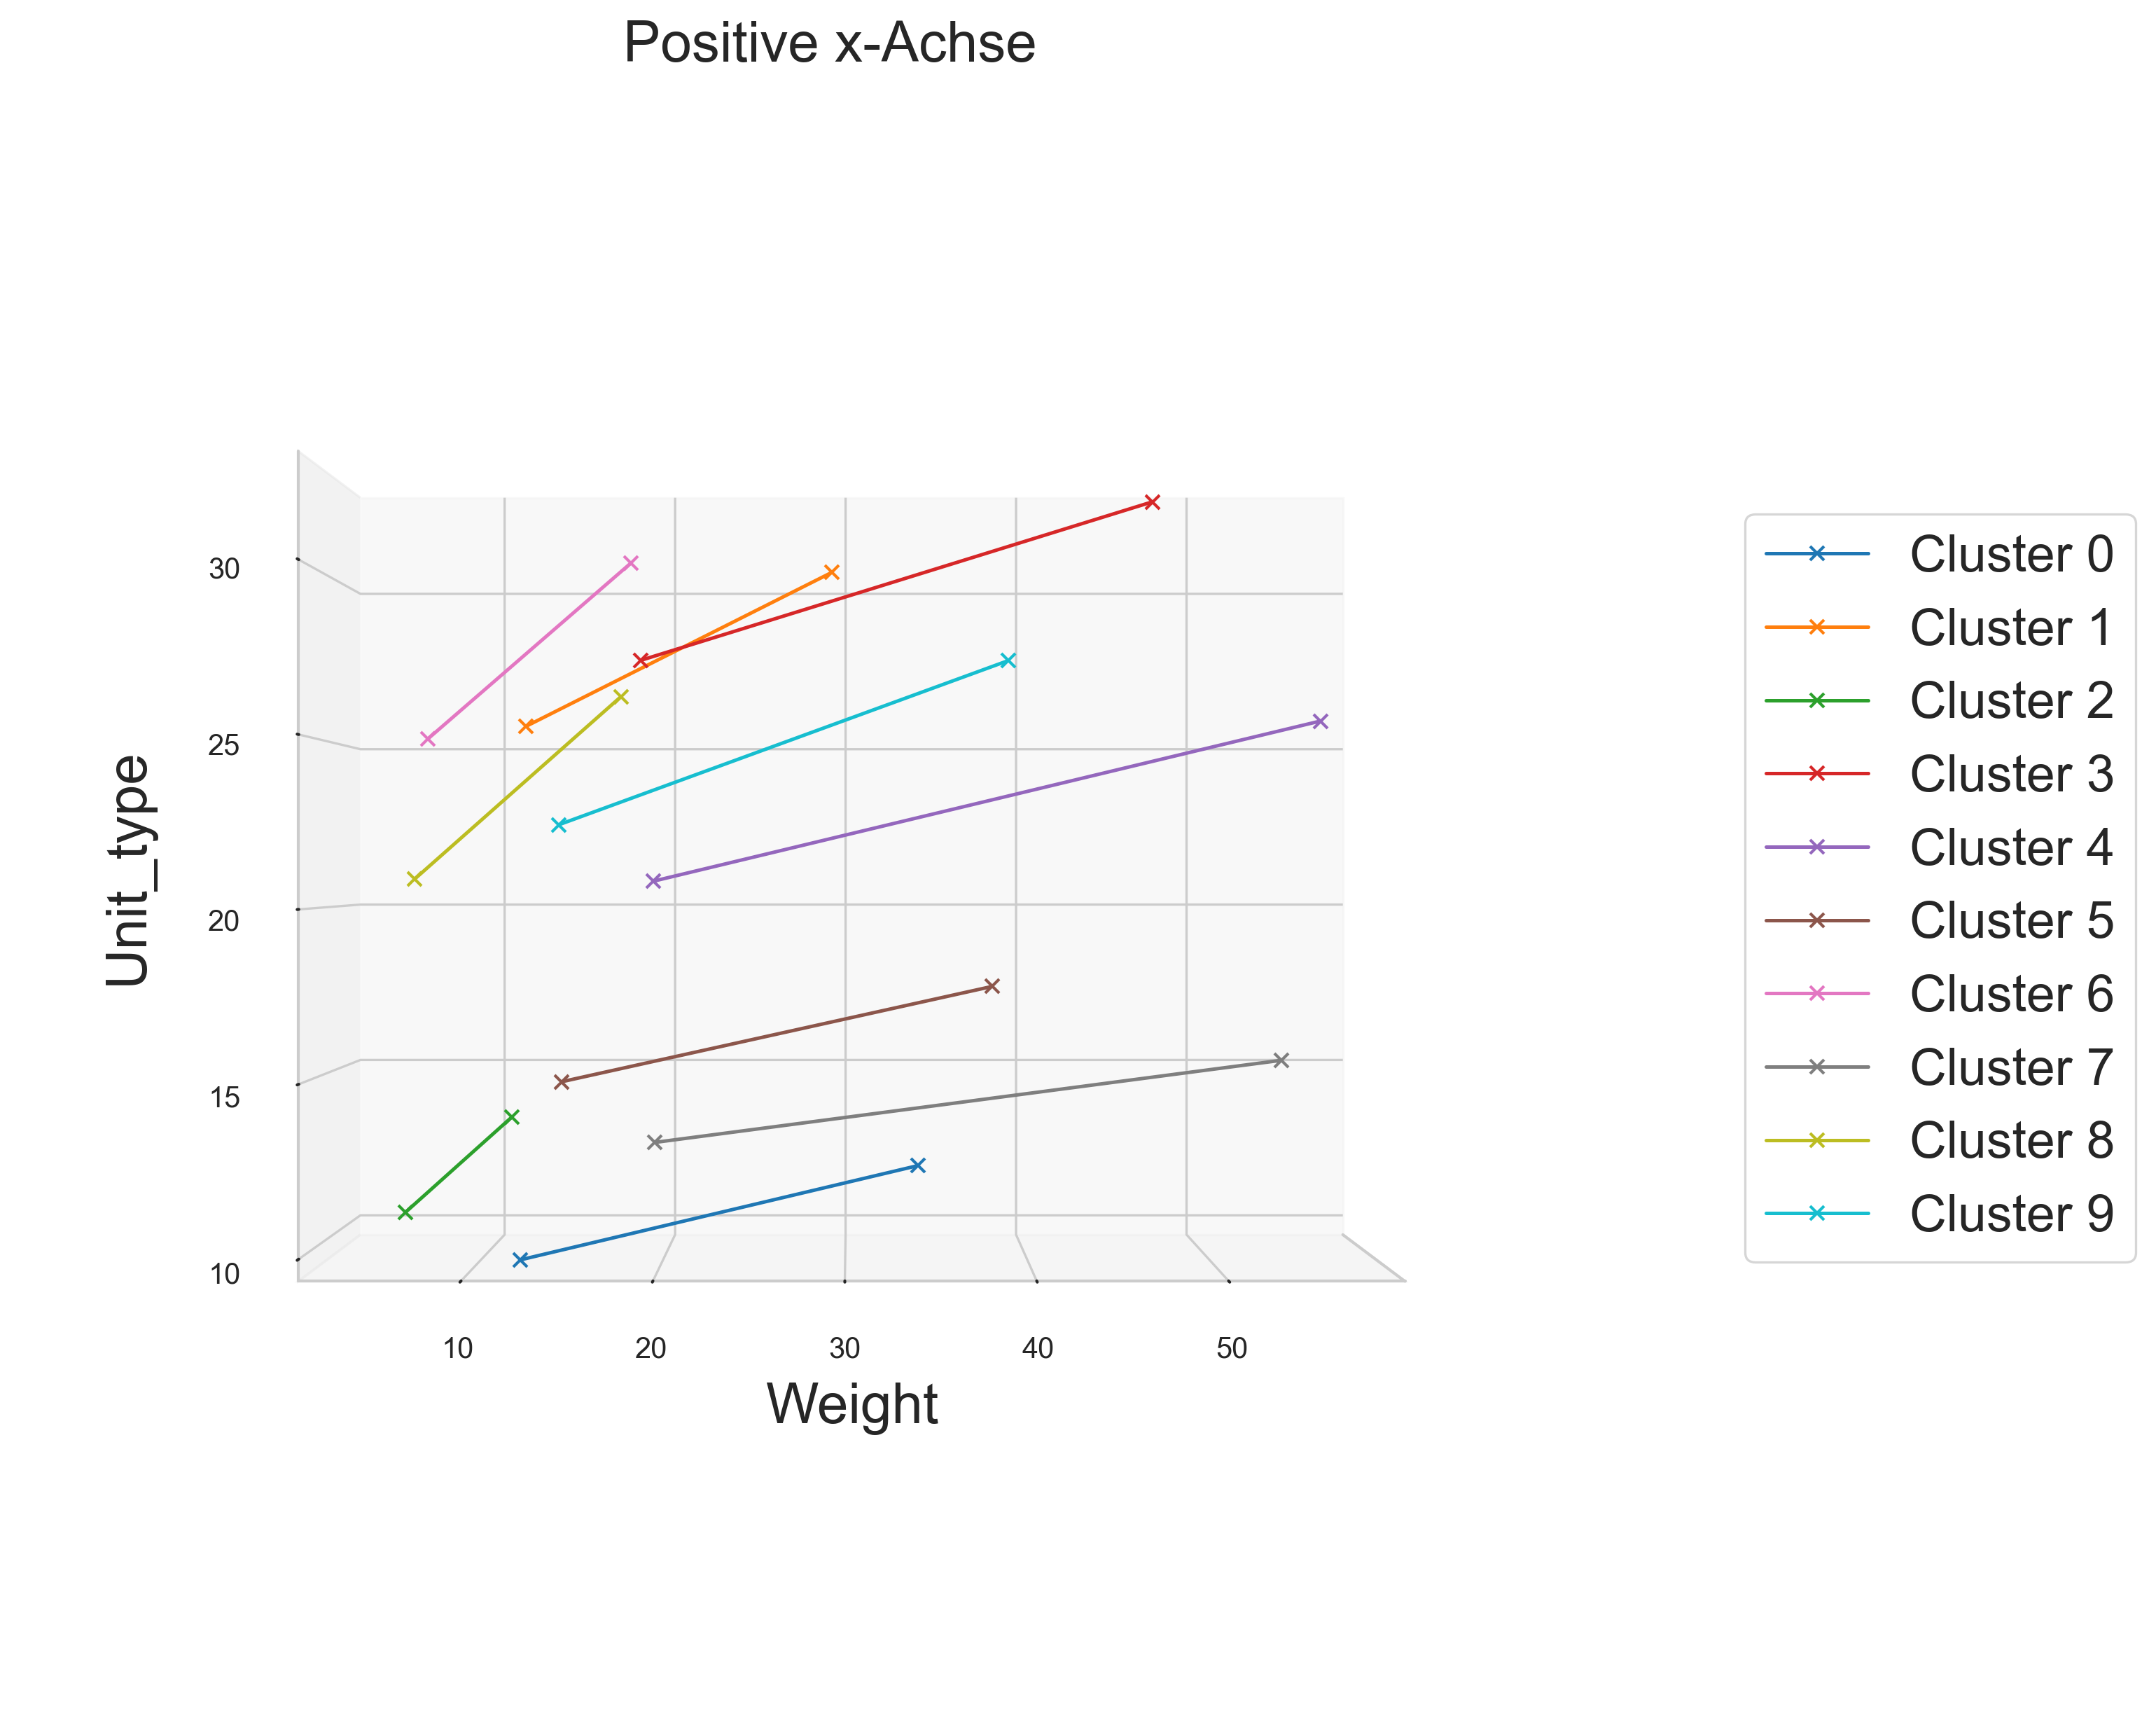 Positive x-Achse
30
25
20
15
10
Unit_type
10 20 30 40 50
Weight
Cluster 0
Cluster 1
Cluster 2
Cluster 3
Cluster 4
Cluster 5
Cluster 6
Cluster 7
Cluster 8
Cluster 9